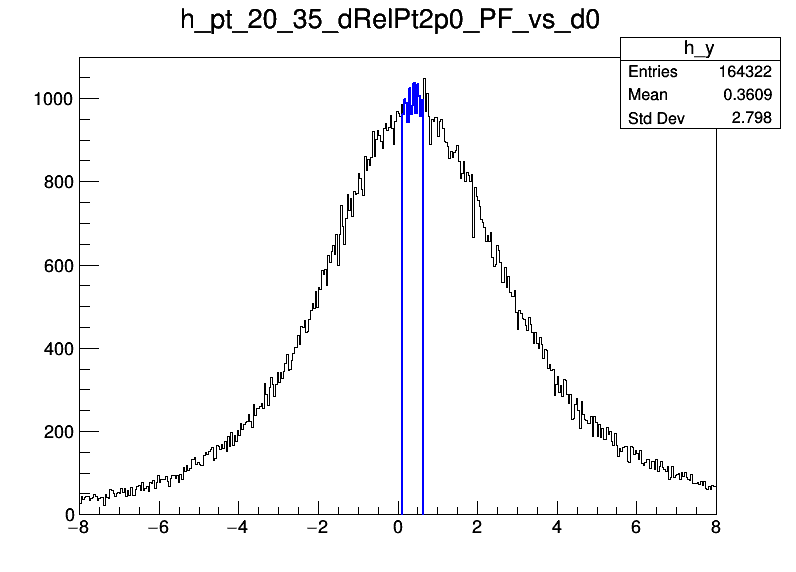 h_pt_20_35_dRelPt2p0_PF_vs_d0
h_y
Entries 164322
Mean 0.3609
Std Dev 2.798
1000
800
600
400
200
0
−8 −6 −4 −2 0 2 4 6 8